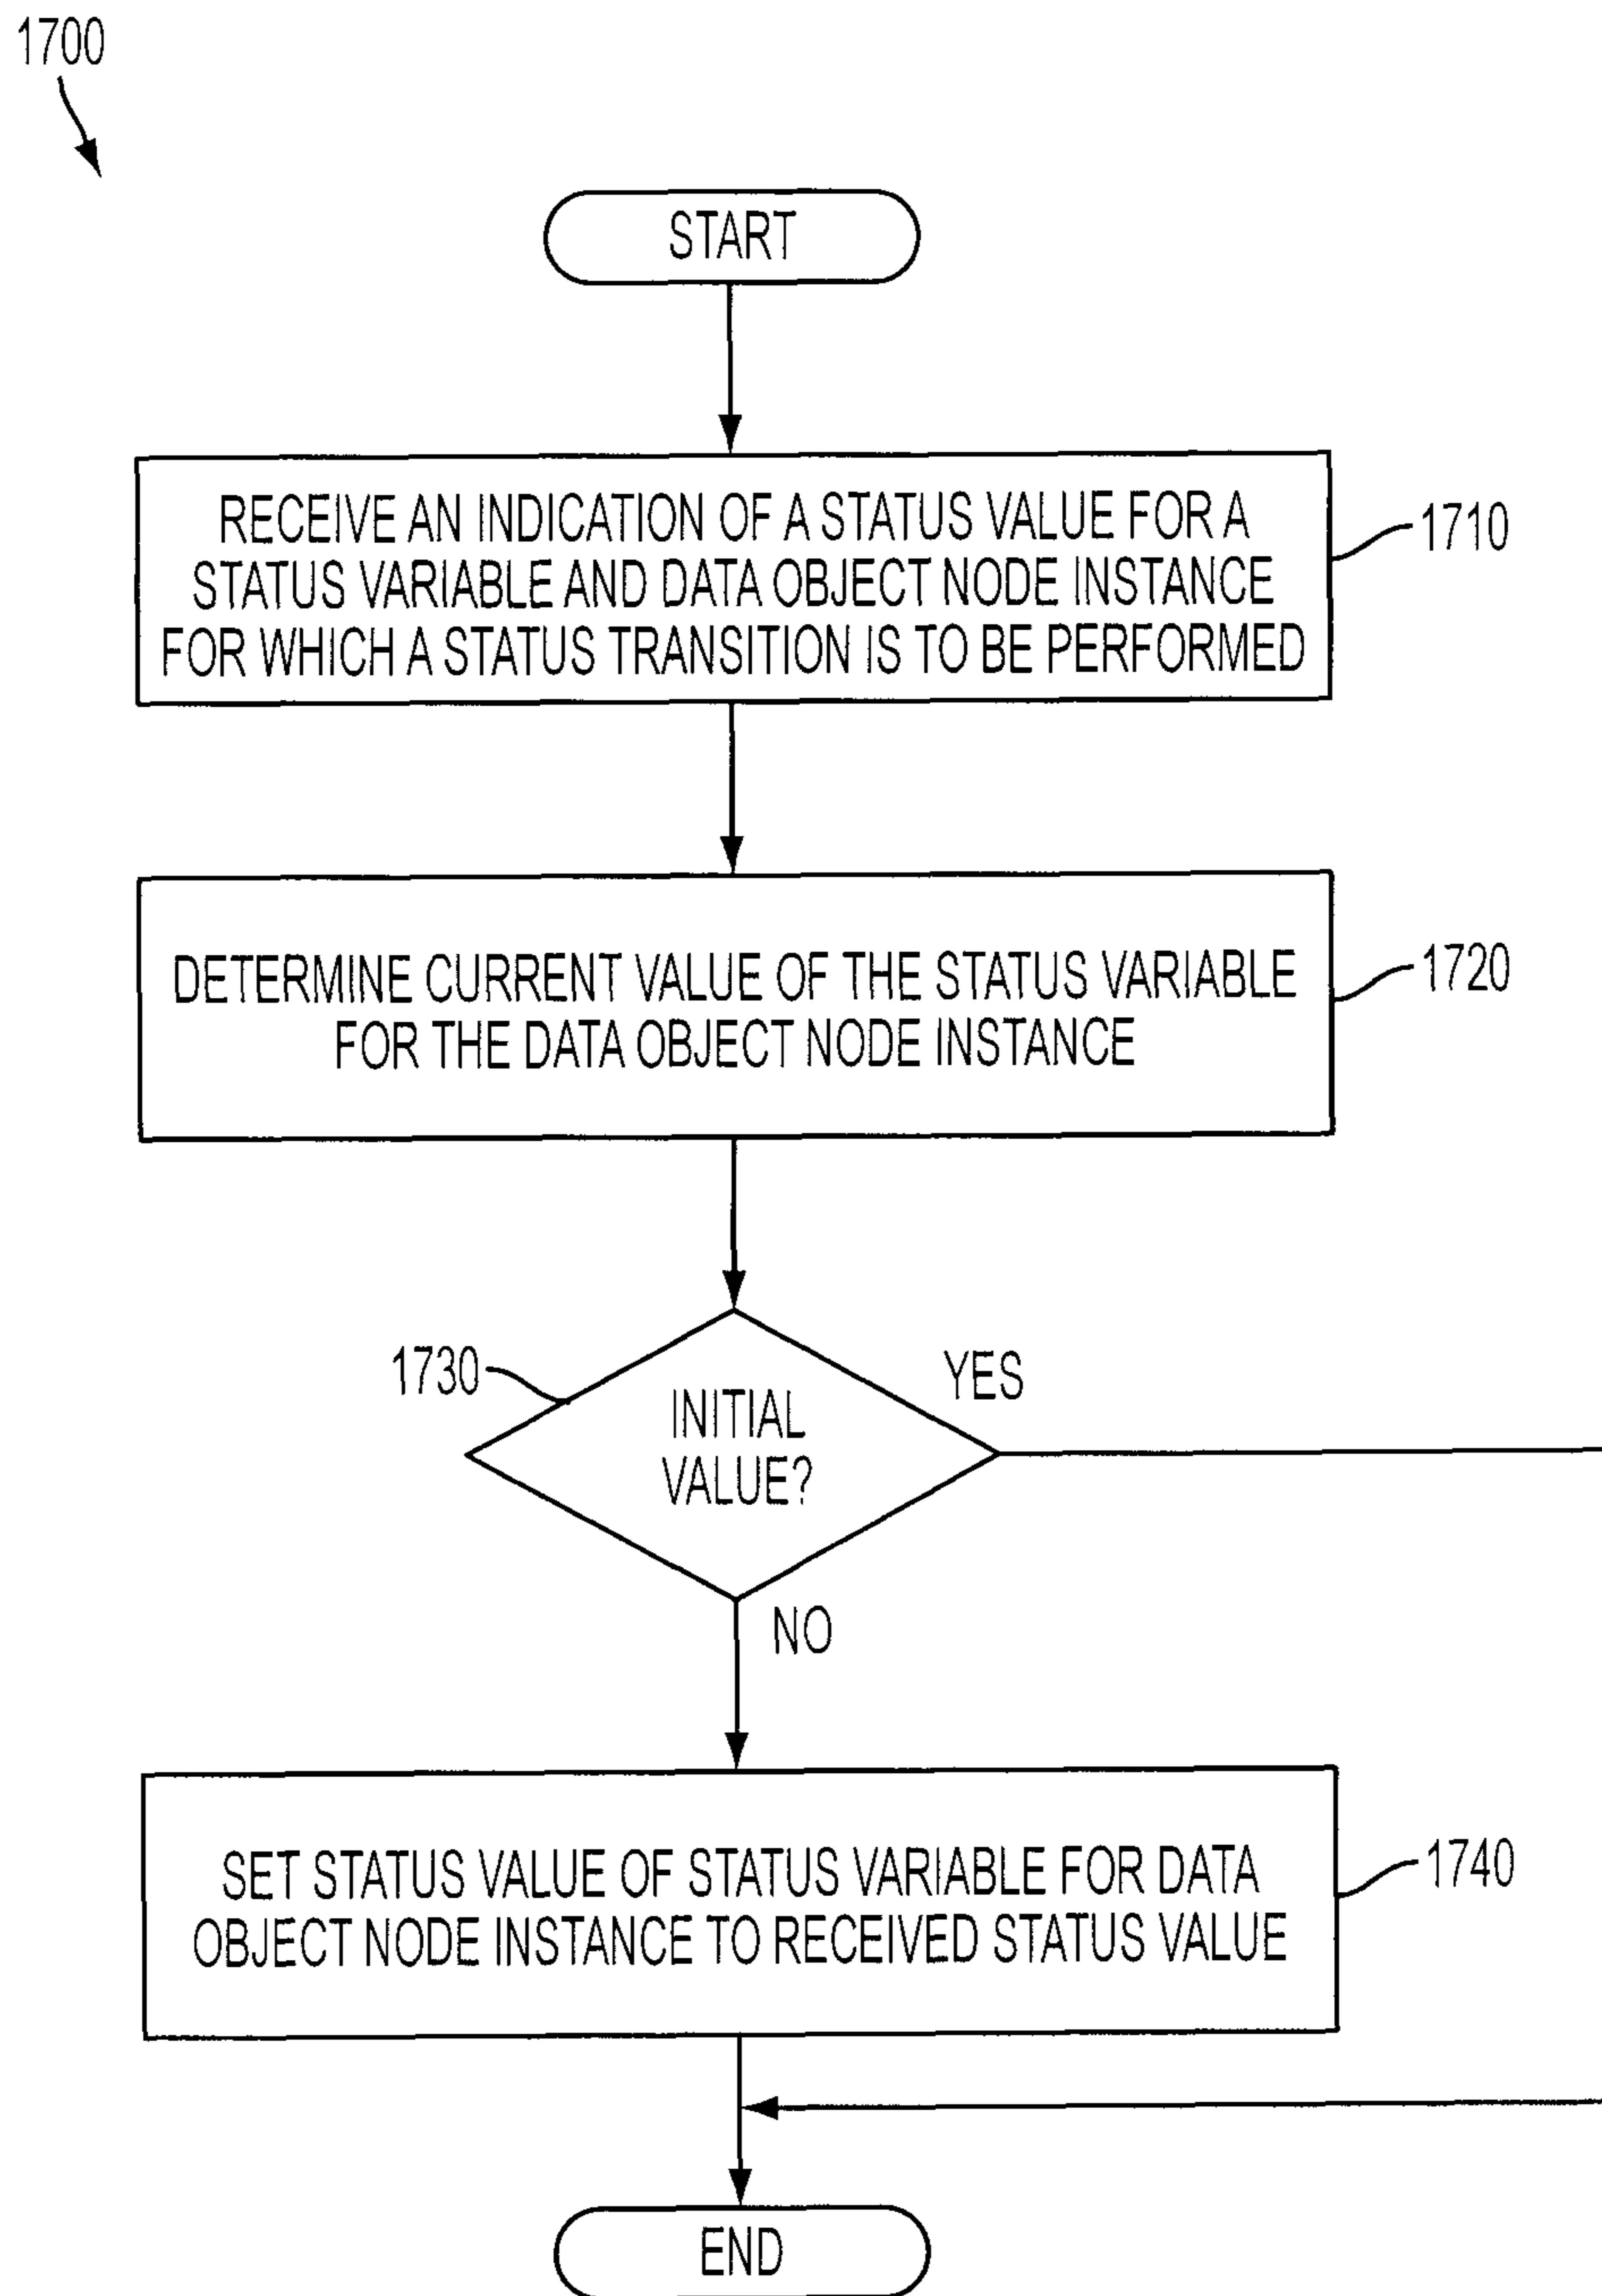 1700
START
RECEIVE AN INDICATION OF A STATUS VALUE FOR A
STATUS VARIABLE AND DATA OBJECT NODE INSTANCE
FOR WHICH A STATUS TRANSITION IS TO BE PERFORMED
1710
DETERMINE CURRENT VALUE OF THE STATUS VARIABLE
FOR THE DATA OBJECT NODE INSTANCE
1720
1730
INITIAL
VALUE?
YES
NO
SET STATUS VALUE OF STATUS VARIABLE FOR DATA
OBJECT NODE INSTANCE TO RECEIVED STATUS VALUE
1740
END